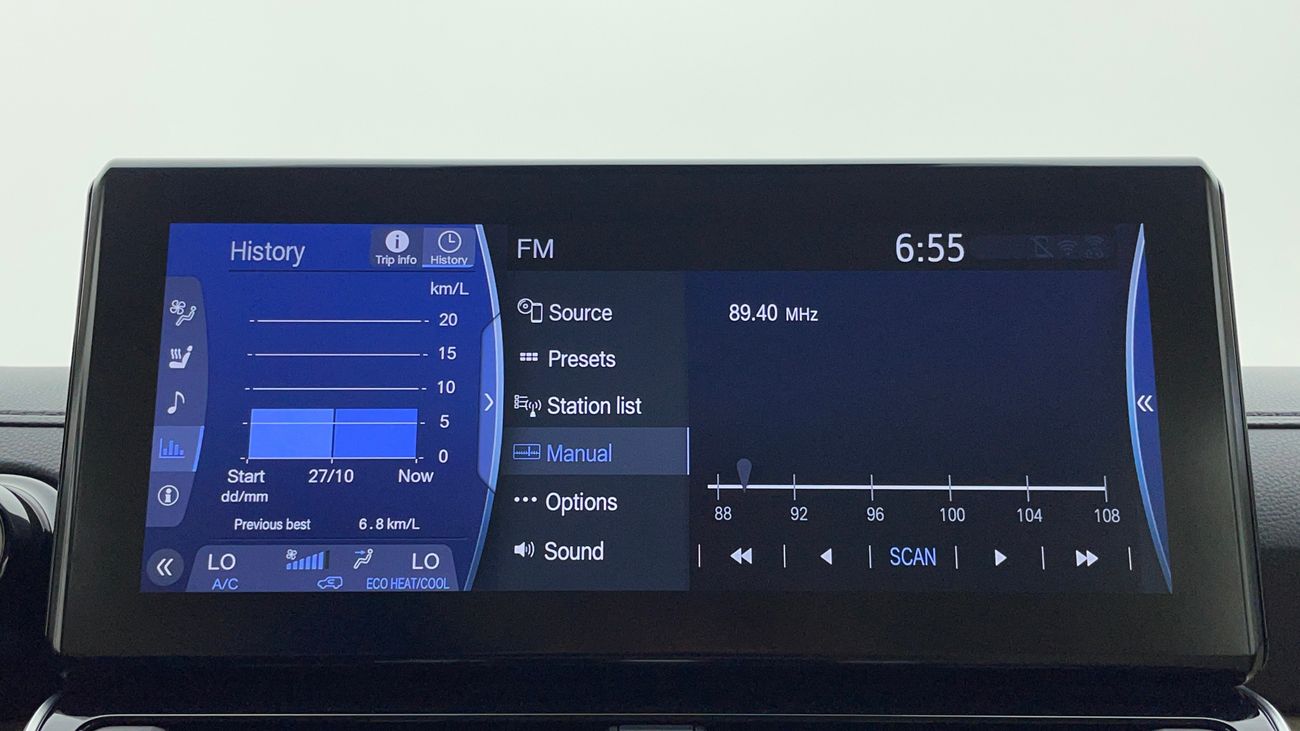 History
Trip info
History
FM
6:55
km/L
20
15
10
5
0
Start 27/10 Now
dd/mm
Previous best 6.8 km/L
LO LO
A/C ECO HEAT/COOL
Source
Presets
Station list
Manual
Options
Sound
89.40 MHz
88 92 96 100 104 108
SCAN